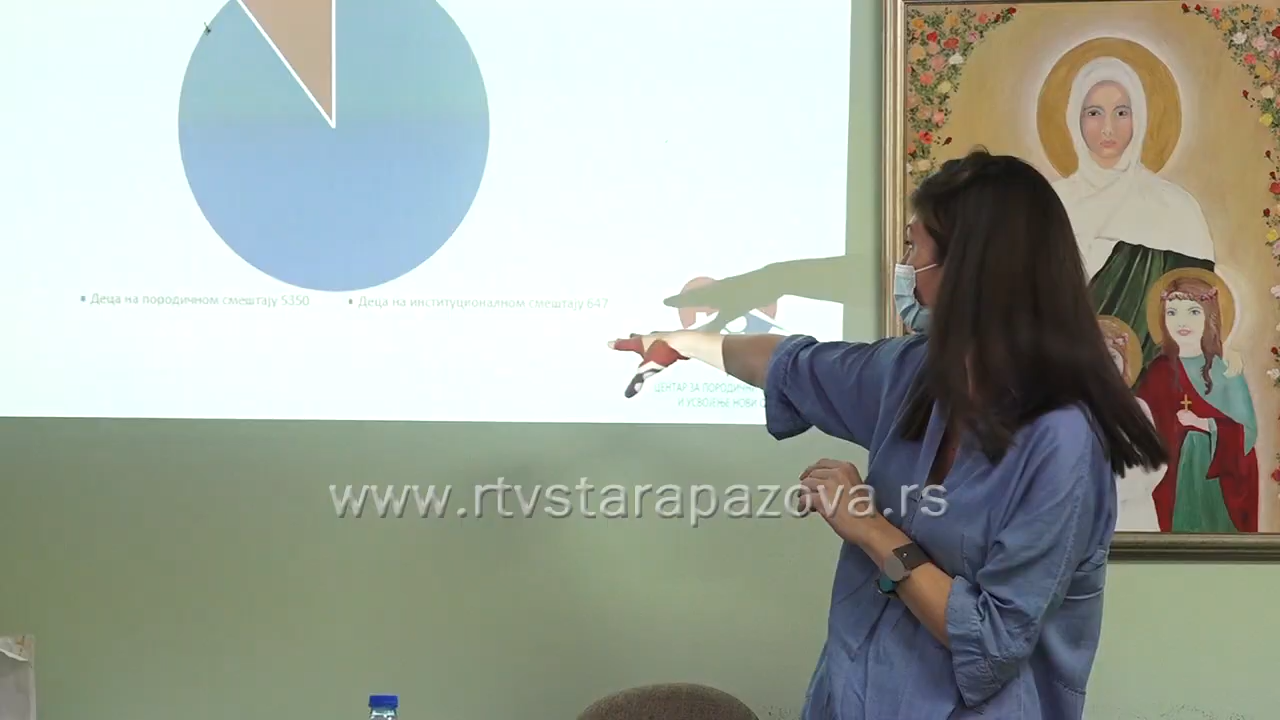 Деца на породичном смештају 5350
Деца на институционалном смештају 647
ЦЕНТАР ЗА ПОРОДИЧНИ
И УСВОЈЕЊЕ НОВИ
www.rtvstarapazova.rs